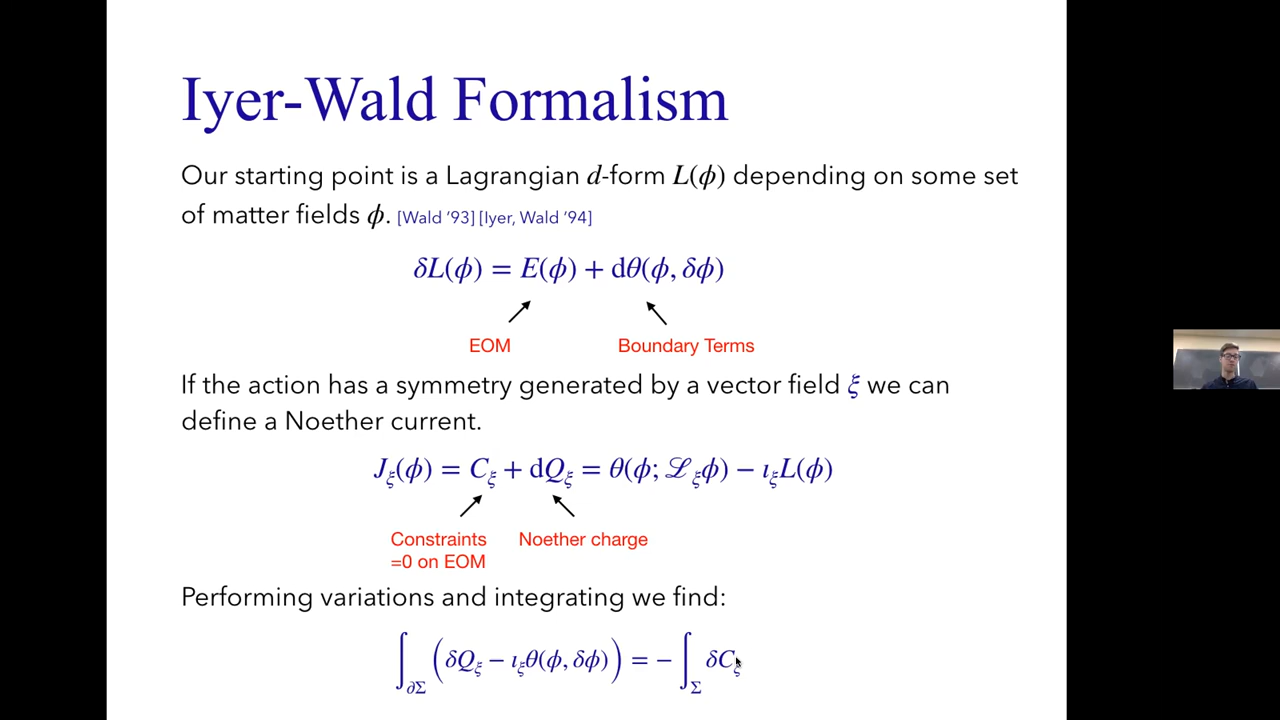 Iyer-Wald Formalism
Our starting point is a Lagrangian d-form L(ϕ) depending on some set
of matter fields ϕ. [Wald ’93] [Iyer, Wald ’94]
δL(ϕ) = E(ϕ) + dθ(ϕ, δϕ)
EOM Boundary Terms
If the action has a symmetry generated by a vector field ξ we can
define a Noether current.
J_ξ(ϕ) = C_ξ + dQ_ξ = θ(ϕ; ℒ_ξϕ) − ι_ξL(ϕ)
Constraints Noether charge
=0 on EOM
Performing variations and integrating we find:
∫_∂Σ (δQ_ξ − ι_ξθ(ϕ, δϕ)) = − ∫_Σ δC_ξ